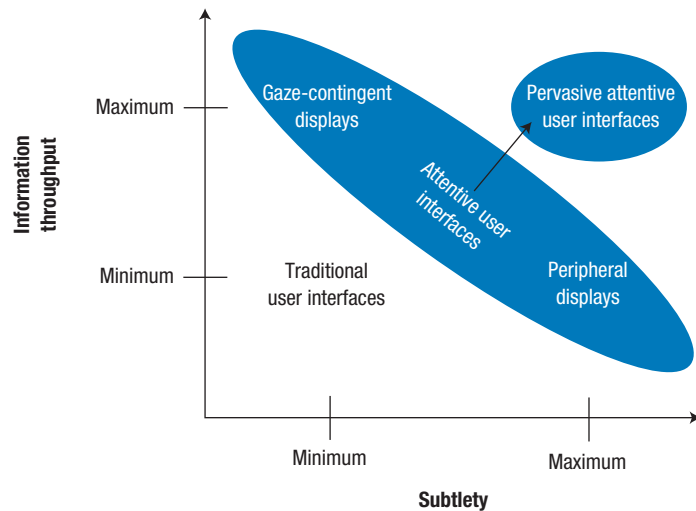 Information
throughput
Maximum
Minimum
Gaze-contingent
displays
Pervasive attentive
user interfaces
Attentive user
interfaces
Traditional
user interfaces
Peripheral
displays
Minimum
Maximum
Subtlety